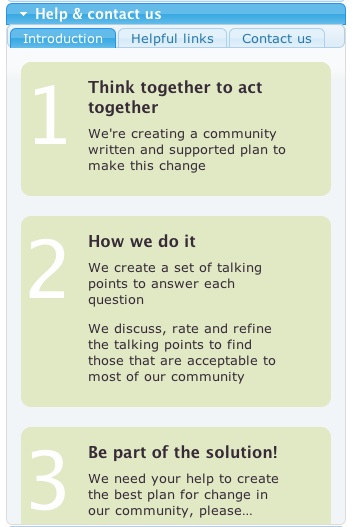 Help & contact us
Introduction Helpful links Contact us
1
Think together to act
together
We're creating a community
written and supported plan to
make this change
2
How we do it
We create a set of talking
points to answer each
question
We discuss, rate and refine
the talking points to find
those that are acceptable to
most of our community
3
Be part of the solution!
We need your help to create
the best plan for change in
our community, please...